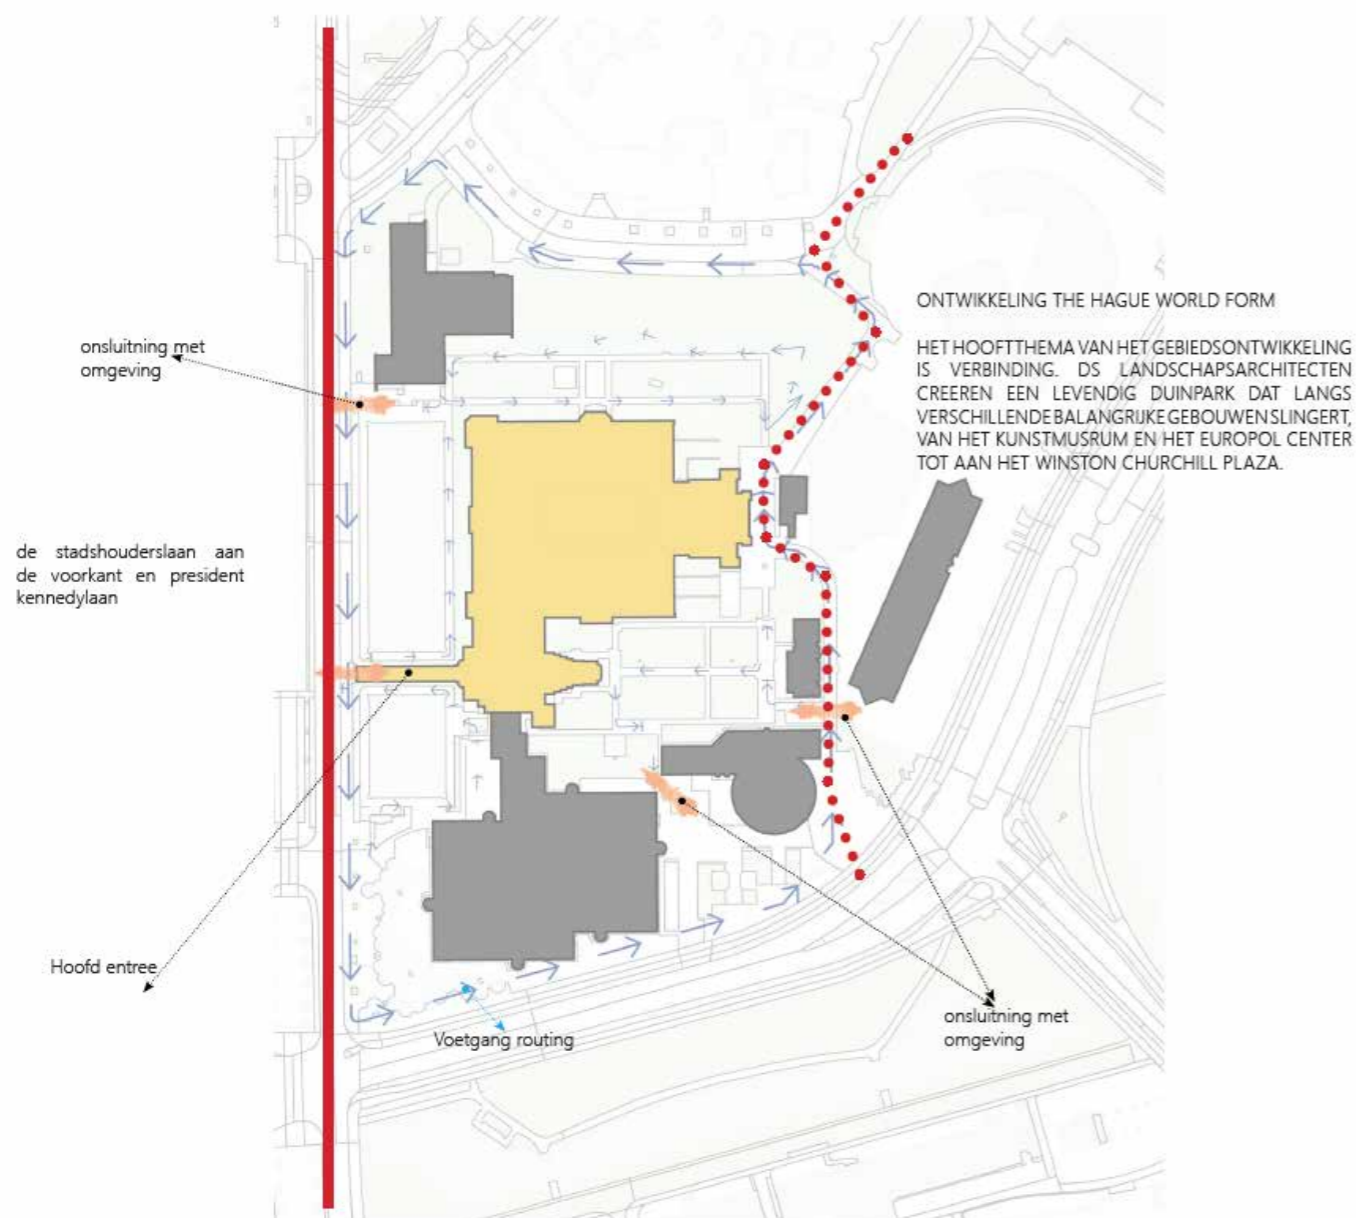 ONTWIKKELING THE HAGUE WORLD FORM
HET HOOFTTHEMA VAN HET GEBIEDSONTWIKKELING
IS VERBINDING. DS LANDSCHAPSARCHITECTEN
CREEREN EEN LEVENDIG DUINPARK DAT LANGS
VERSCHILLENDE BALANGRIJKE GEBOUWEN SLINGERT,
VAN HET KUNSTMUSRUM EN HET EUROPOL CENTER
TOT AAN HET WINSTON CHURCHILL PLAZA.
onsluitning met
omgeving
de stadshouderslaan aan
de voorkant en president
kennedylaan
Hoofd entree
Voetgang routing
onsluitning met
omgeving